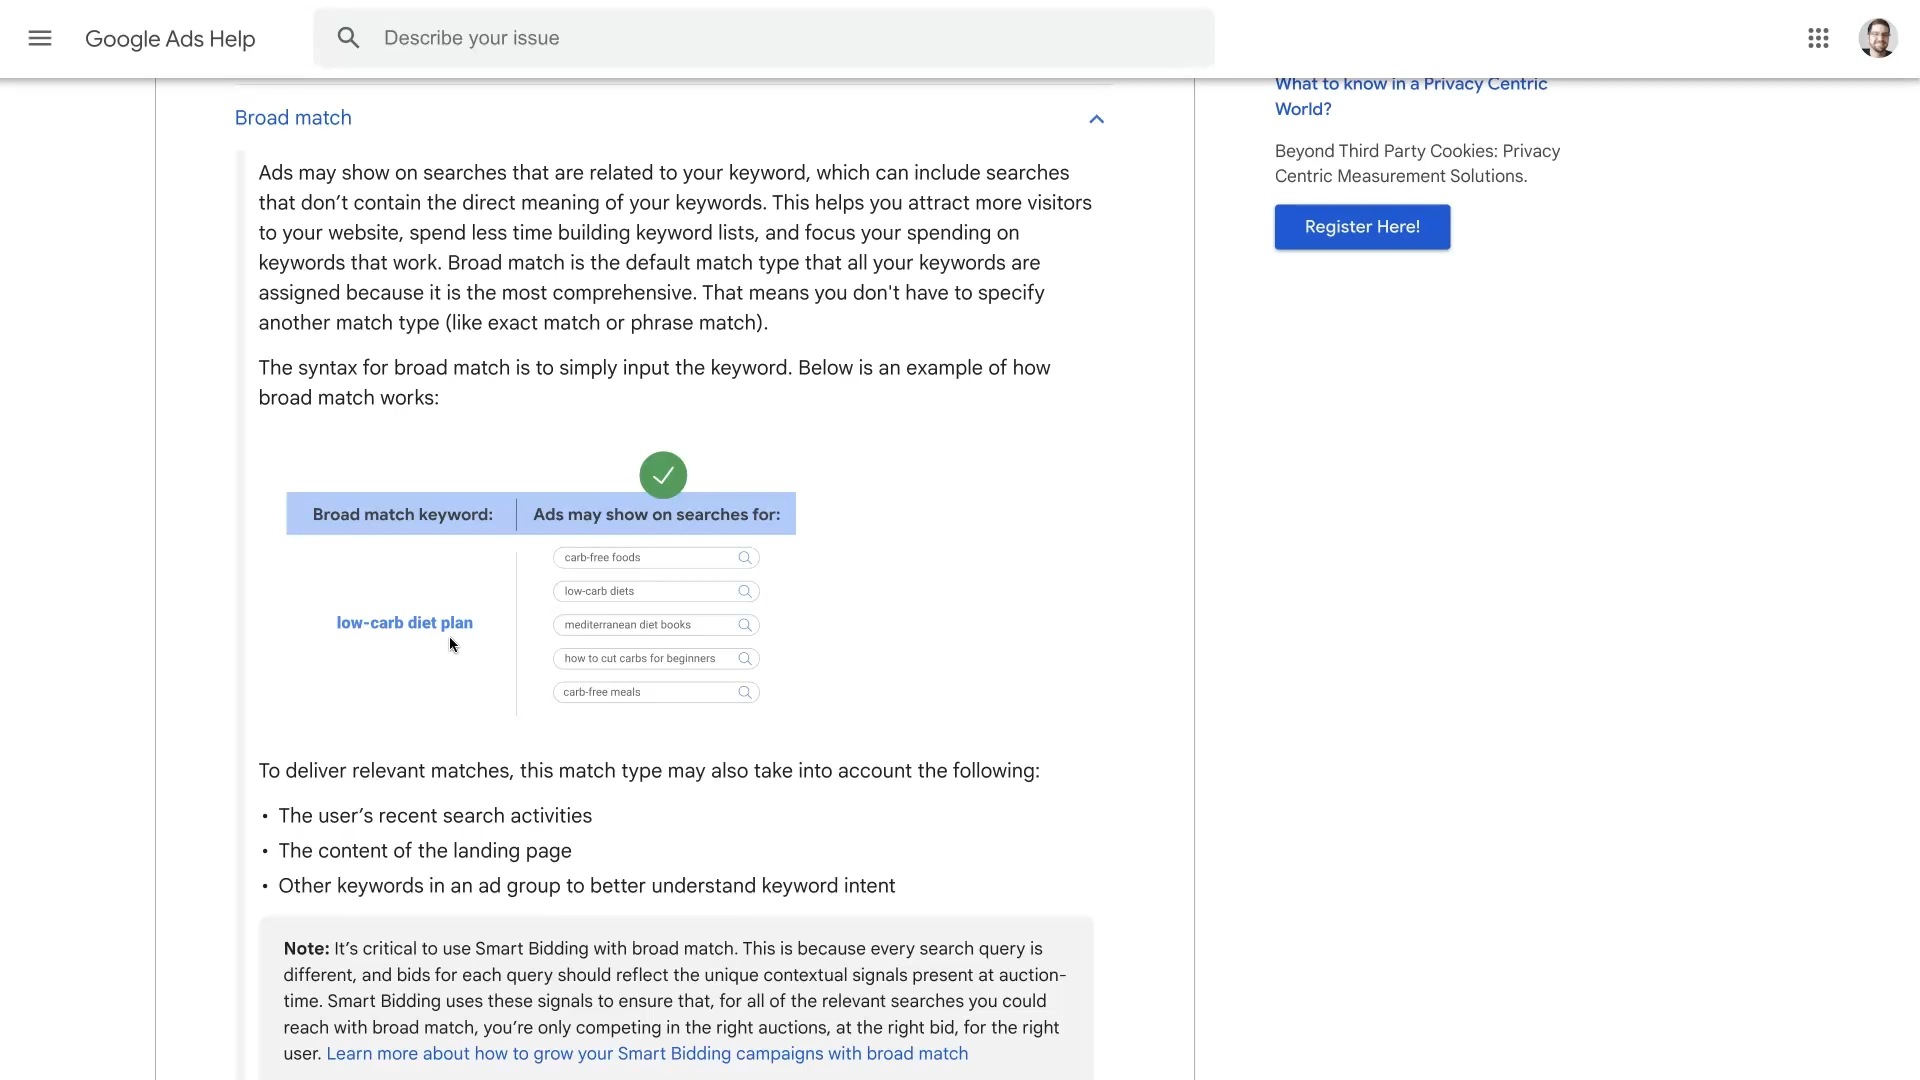 Google Ads Help
Describe your issue
What to know in a Privacy Centric
World?
Beyond Third Party Cookies: Privacy
Centric Measurement Solutions.
Register Here!
Broad match
Ads may show on searches that are related to your keyword, which can include searches
that don’t contain the direct meaning of your keywords. This helps you attract more visitors
to your website, spend less time building keyword lists, and focus your spending on
keywords that work. Broad match is the default match type that all your keywords are
assigned because it is the most comprehensive. That means you don't have to specify
another match type (like exact match or phrase match).
The syntax for broad match is to simply input the keyword. Below is an example of how
broad match works:
Broad match keyword:
Ads may show on searches for:
low-carb diet plan
carb-free foods
low-carb diets
mediterranean diet books
how to cut carbs for beginners
carb-free meals
To deliver relevant matches, this match type may also take into account the following:
• The user’s recent search activities
• The content of the landing page
• Other keywords in an ad group to better understand keyword intent
Note: It’s critical to use Smart Bidding with broad match. This is because every search query is
different, and bids for each query should reflect the unique contextual signals present at auction-
time. Smart Bidding uses these signals to ensure that, for all of the relevant searches you could
reach with broad match, you’re only competing in the right auctions, at the right bid, for the right
user. Learn more about how to grow your Smart Bidding campaigns with broad match